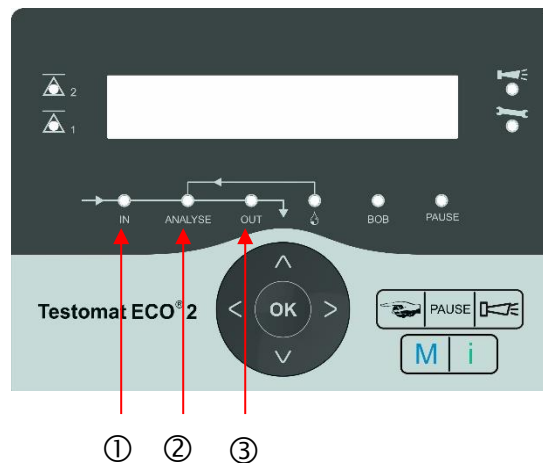 2
1
IN ANALYSE OUT BOB PAUSE
Testomat ECO® 2
OK
PAUSE
M i
① ② ③